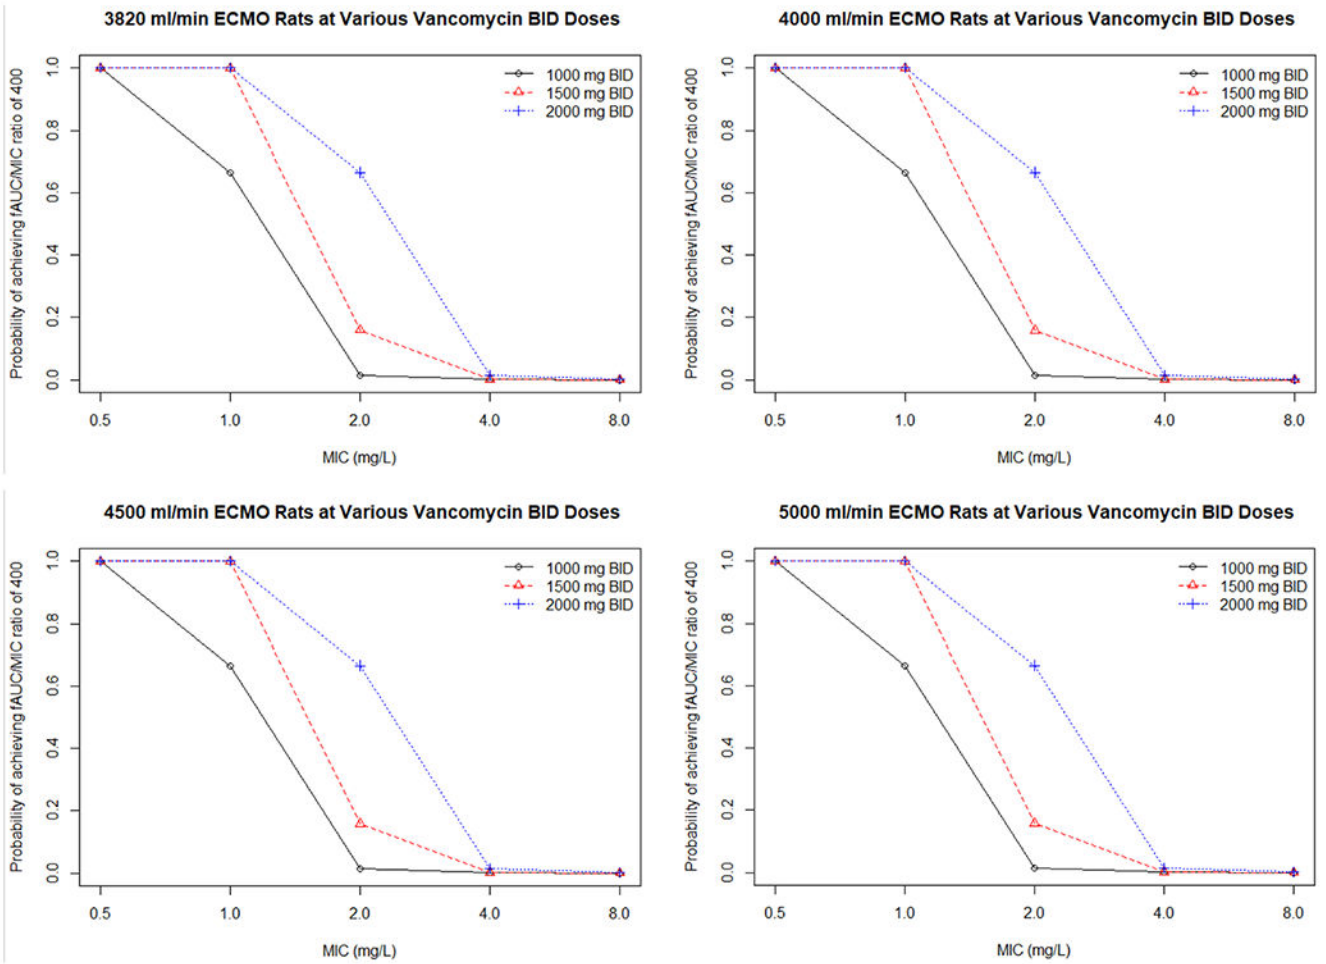 3820 ml/min ECMO Rats at Various Vancomycin BID Doses
Probability of achieving fAUC/MIC ratio of 400
1.0
0.8
0.6
0.4
0.2
0.0
1000 mg BID
1500 mg BID
2000 mg BID
0.5 1.0 2.0 4.0 8.0
MIC (mg/L)
4000 ml/min ECMO Rats at Various Vancomycin BID Doses
Probability of achieving fAUC/MIC ratio of 400
1.0
0.8
0.6
0.4
0.2
0.0
1000 mg BID
1500 mg BID
2000 mg BID
0.5 1.0 2.0 4.0 8.0
MIC (mg/L)
4500 ml/min ECMO Rats at Various Vancomycin BID Doses
Probability of achieving fAUC/MIC ratio of 400
1.0
0.8
0.6
0.4
0.2
0.0
1000 mg BID
1500 mg BID
2000 mg BID
0.5 1.0 2.0 4.0 8.0
MIC (mg/L)
5000 ml/min ECMO Rats at Various Vancomycin BID Doses
Probability of achieving fAUC/MIC ratio of 400
1.0
0.8
0.6
0.4
0.2
0.0
1000 mg BID
1500 mg BID
2000 mg BID
0.5 1.0 2.0 4.0 8.0
MIC (mg/L)